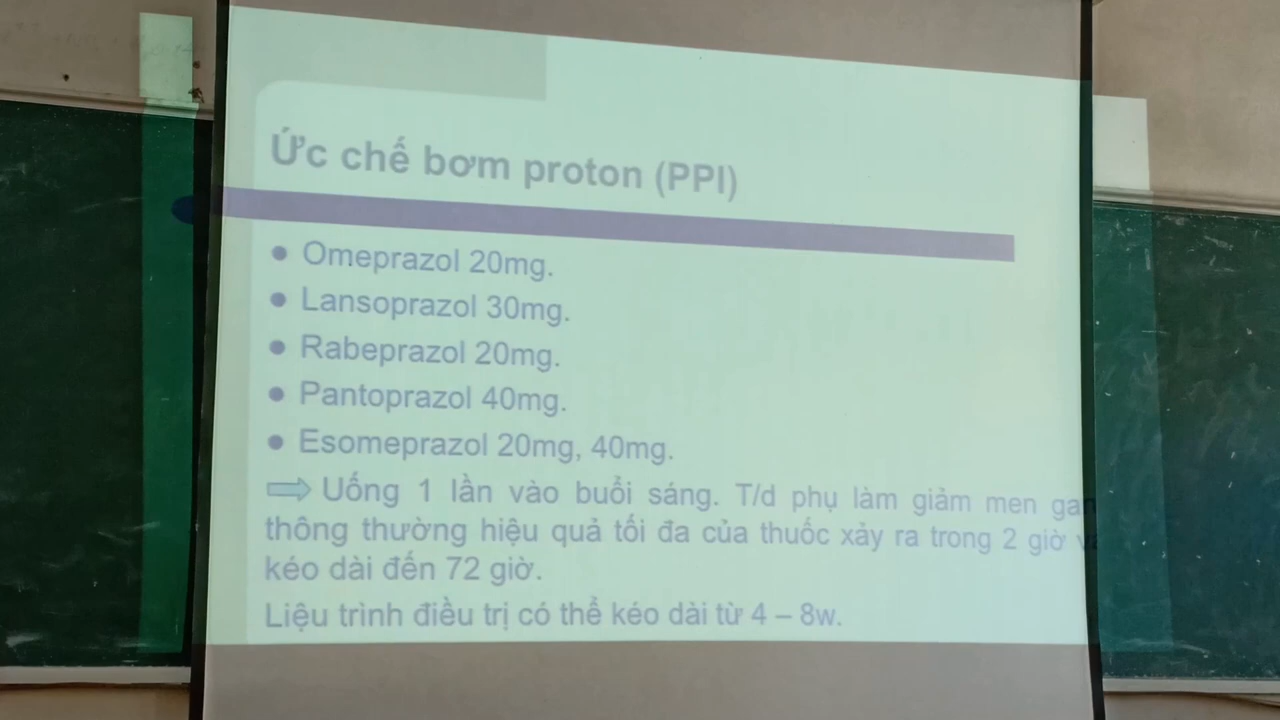 Ức chế bơm proton (PPI)
● Omeprazol 20mg.
● Lansoprazol 30mg.
● Rabeprazol 20mg.
● Pantoprazol 40mg.
● Esomeprazol 20mg, 40mg.
Uống 1 lần vào buổi sáng. T/d phụ làm giảm men gan
thông thường hiệu quả tối đa của thuốc xảy ra trong 2 giờ và
kéo dài đến 72 giờ.
Liệu trình điều trị có thể kéo dài từ 4 – 8w.